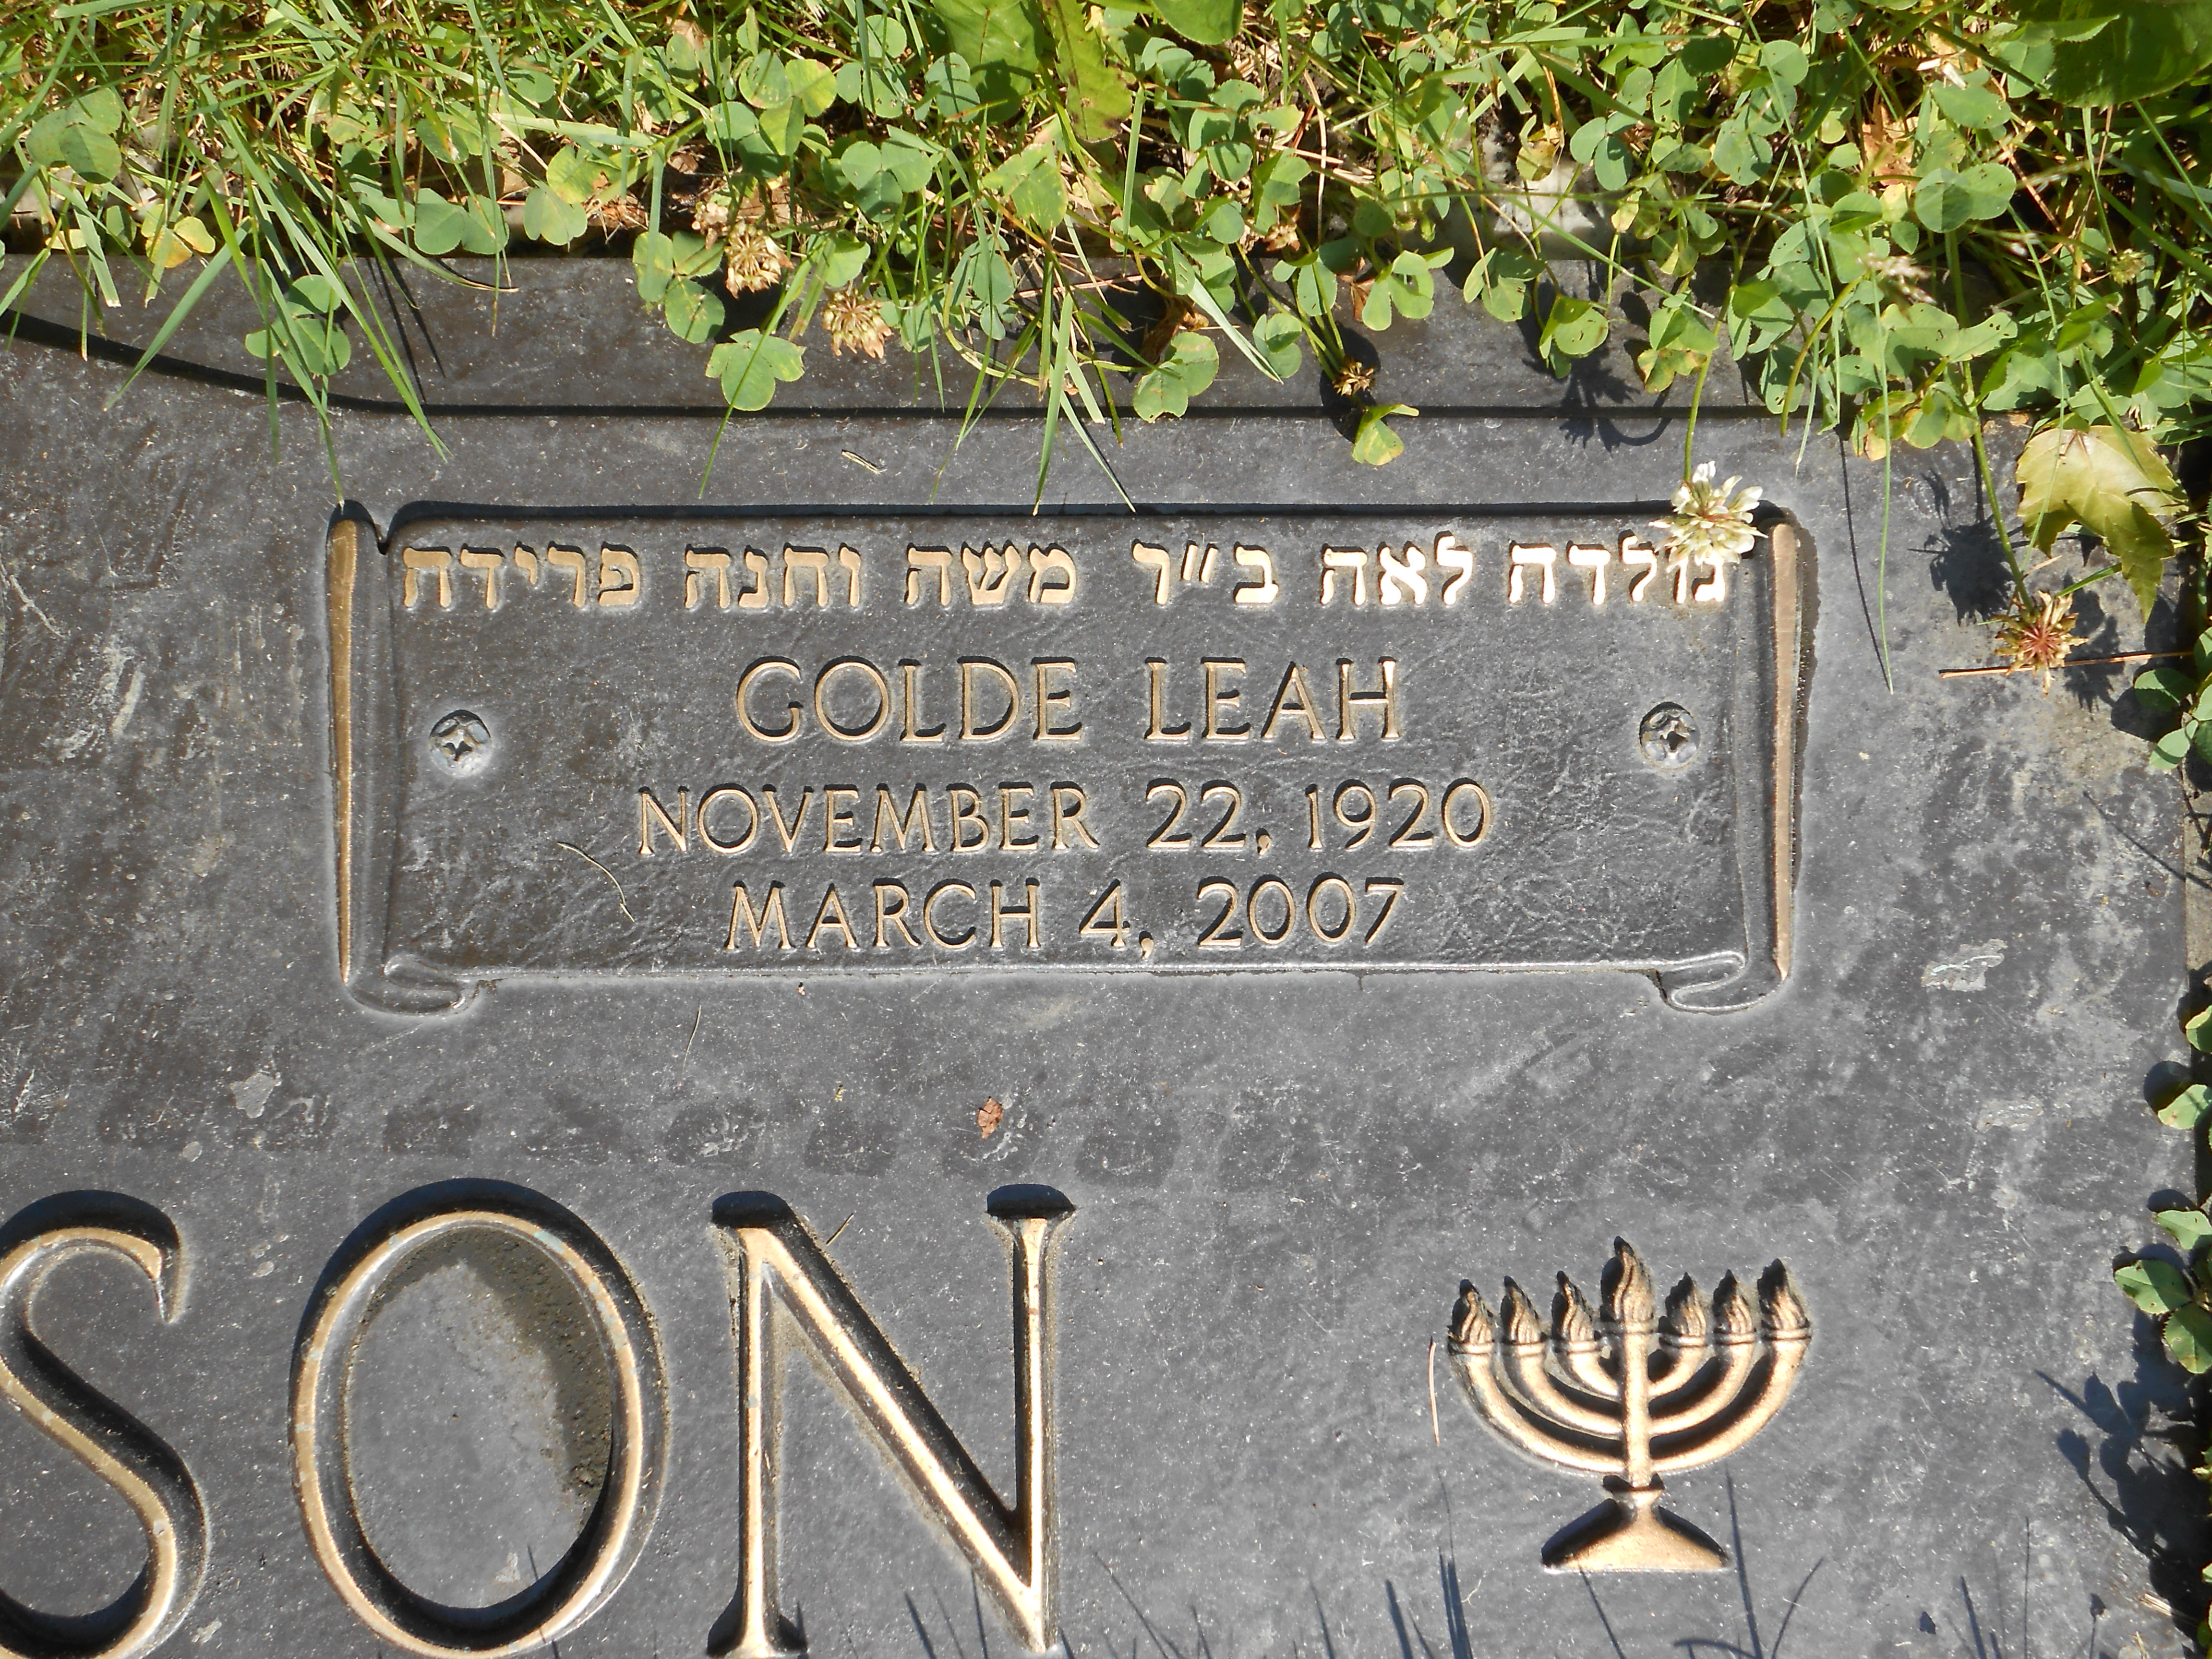 גולדה לאה ב״ר משה וחנה פרידה
GOLDE LEAH
NOVEMBER 22, 1920
MARCH 4, 2007
SON